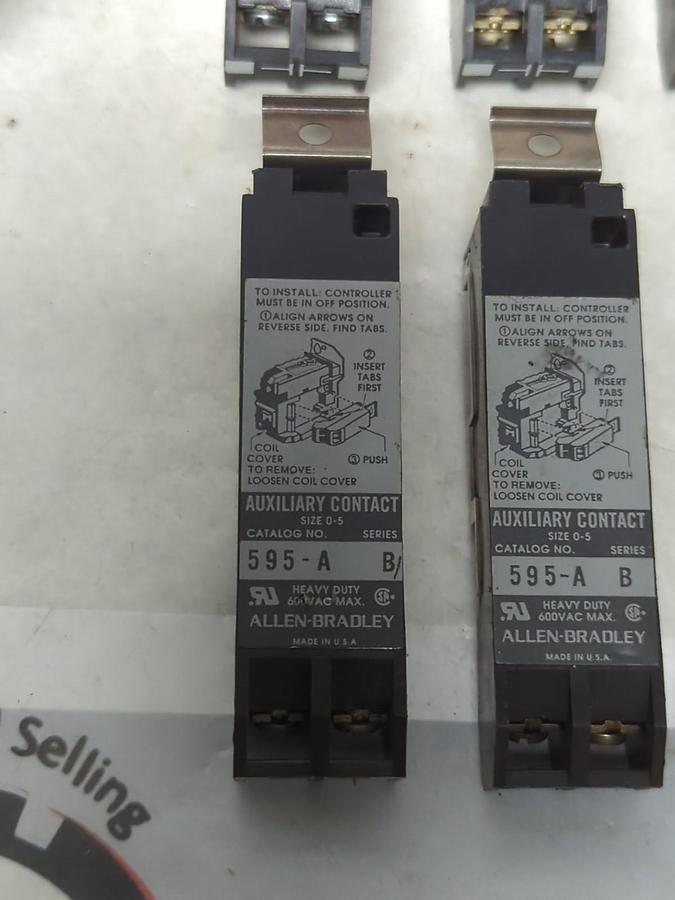 TO INSTALL: CONTROLLER
MUST BE IN OFF POSITION.
①ALIGN ARROWS ON
REVERSE SIDE. FIND TABS.
②
INSERT
TABS
FIRST
COIL
COVER
③ PUSH
TO REMOVE:
LOOSEN COIL COVER
AUXILIARY CONTACT
SIZE 0-5
CATALOG NO. SERIES
595-A B
HEAVY DUTY
600VAC MAX.
ALLEN-BRADLEY
MADE IN U.S.A
TO INSTALL: CONTROLLER
MUST BE IN OFF POSITION.
①ALIGN ARROWS ON
REVERSE SIDE. FIND TABS.
②
INSERT
TABS
FIRST
COIL
COVER
③ PUSH
TO REMOVE:
LOOSEN COIL COVER
AUXILIARY CONTACT
SIZE 0-5
CATALOG NO. SERIES
595-A B
HEAVY DUTY
600VAC MAX.
ALLEN-BRADLEY
MADE IN U.S.A.
Selling